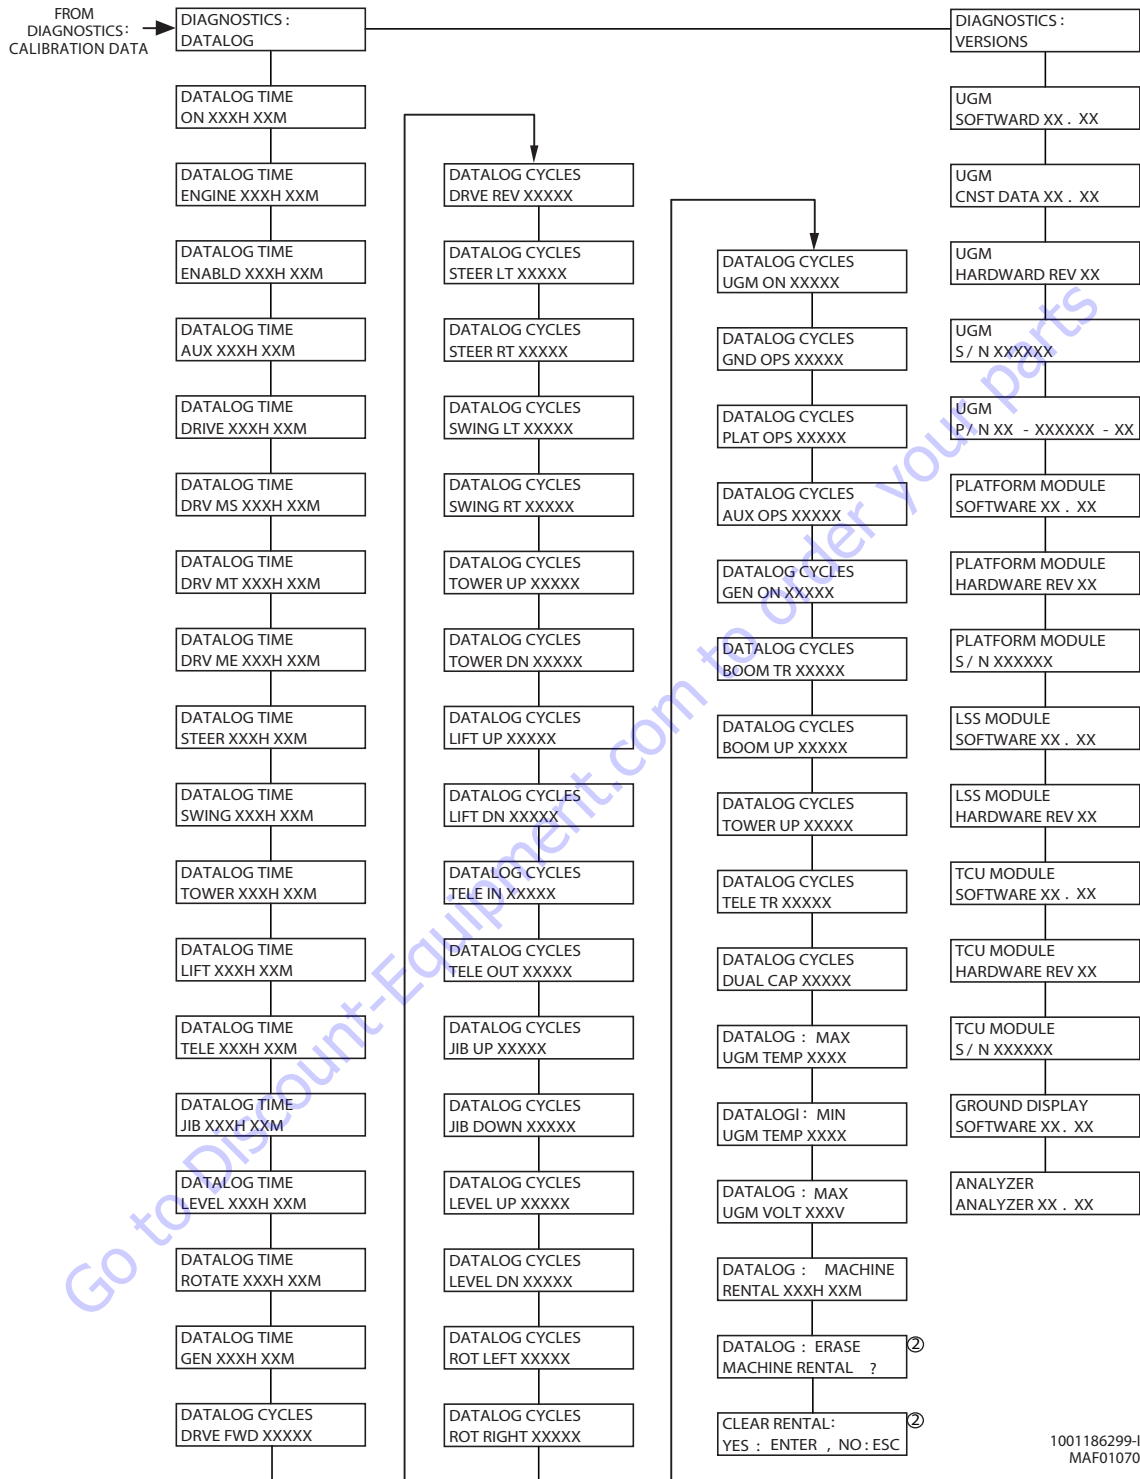 FROM
DIAGNOSTICS:
CALIBRATION DATA
DIAGNOSTICS :
DATALOG
DATALOG TIME
ON XXXH XXM
DATALOG TIME
ENGINE XXXH XXM
DATALOG TIME
ENABLD XXXH XXM
DATALOG TIME
AUX XXXH XXM
DATALOG TIME
DRIVE XXXH XXM
DATALOG TIME
DRV MS XXXH XXM
DATALOG TIME
DRV MT XXXH XXM
DATALOG TIME
DRV ME XXXH XXM
DATALOG TIME
STEER XXXH XXM
DATALOG TIME
SWING XXXH XXM
DATALOG TIME
TOWER XXXH XXM
DATALOG TIME
LIFT XXXH XXM
DATALOG TIME
TELE XXXH XXM
DATALOG TIME
JIB XXXH XXM
DATALOG TIME
LEVEL XXXH XXM
DATALOG TIME
ROTATE XXXH XXM
DATALOG TIME
GEN XXXH XXM
DATALOG CYCLES
DRVE FWD XXXXX
DATALOG CYCLES
DRVE REV XXXXX
DATALOG CYCLES
STEER LT XXXXX
DATALOG CYCLES
STEER RT XXXXX
DATALOG CYCLES
SWING LT XXXXX
DATALOG CYCLES
SWING RT XXXXX
DATALOG CYCLES
TOWER UP XXXXX
DATALOG CYCLES
TOWER DN XXXXX
DATALOG CYCLES
LIFT UP XXXXX
DATALOG CYCLES
LIFT DN XXXXX
DATALOG CYCLES
TELE IN XXXXX
DATALOG CYCLES
TELE OUT XXXXX
DATALOG CYCLES
JIB UP XXXXX
DATALOG CYCLES
JIB DOWN XXXXX
DATALOG CYCLES
LEVEL UP XXXXX
DATALOG CYCLES
LEVEL DN XXXXX
DATALOG CYCLES
ROT LEFT XXXXX
DATALOG CYCLES
ROT RIGHT XXXXX
DATALOG CYCLES
UGM ON XXXXX
DATALOG CYCLES
GND OPS XXXXX
DATALOG CYCLES
PLAT OPS XXXXX
DATALOG CYCLES
AUX OPS XXXXX
DATALOG CYCLES
GEN ON XXXXX
DATALOG CYCLES
BOOM TR XXXXX
DATALOG CYCLES
BOOM UP XXXXX
DATALOG CYCLES
TOWER UP XXXXX
DATALOG CYCLES
TELE TR XXXXX
DATALOG CYCLES
DUAL CAP XXXXX
DATALOG : MAX
UGM TEMP XXXX
DATALOGI : MIN
UGM TEMP XXXX
DATALOG : MAX
UGM VOLT XXXV
DATALOG : MACHINE
RENTAL XXXH XXM
DATALOG : ERASE ②
MACHINE RENTAL ?
CLEAR RENTAL: ②
YES : ENTER , NO : ESC
DIAGNOSTICS :
VERSIONS
UGM
SOFTWARD XX . XX
UGM
CNST DATA XX . XX
UGM
HARDWARD REV XX
UGM
S / N XXXXXX
UGM
P / N XX - XXXXXX - XX
PLATFORM MODULE
SOFTWARE XX . XX
PLATFORM MODULE
HARDWARE REV XX
PLATFORM MODULE
S / N XXXXXX
LSS MODULE
SOFTWARE XX . XX
LSS MODULE
HARDWARE REV XX
TCU MODULE
SOFTWARE XX . XX
TCU MODULE
HARDWARE REV XX
TCU MODULE
S / N XXXXXX
GROUND DISPLAY
SOFTWARE XX . XX
ANALYZER
ANALYZER XX . XX
1001186299-I
MAF01070
Go to Discount-Equipment.com to order your parts